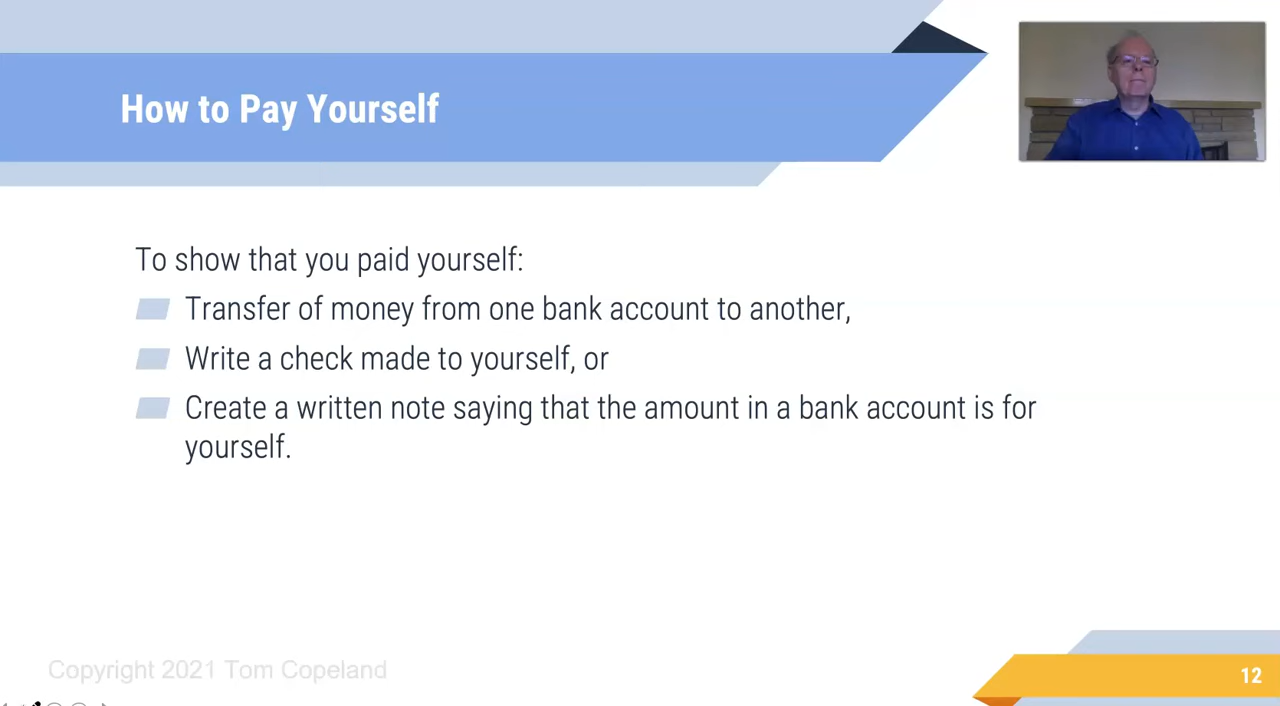 How to Pay Yourself
To show that you paid yourself:
Transfer of money from one bank account to another,
Write a check made to yourself, or
Create a written note saying that the amount in a bank account is for
yourself.
Copyright 2021 Tom Copeland
12